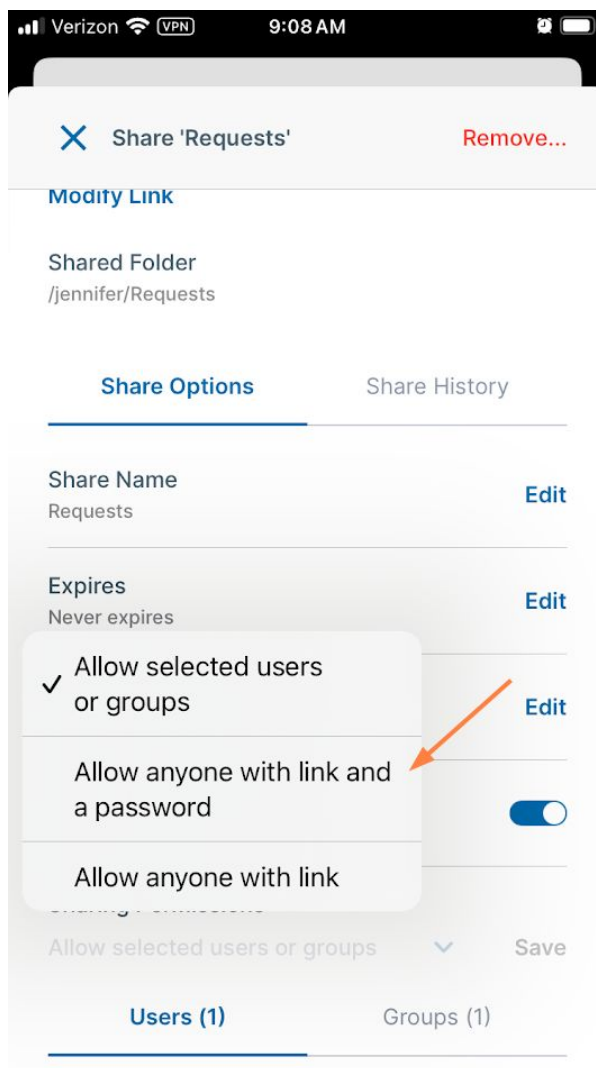 Verizon VPN 9:08 AM
Share 'Requests' Remove...
Modify Link
Shared Folder
/jennifer/Requests
Share Options Share History
Share Name
Requests
Edit
Expires
Never expires
Edit
Allow selected users
or groups
Edit
Allow anyone with link and
a password
Allow anyone with link
Sharing Permissions
Allow selected users or groups Save
Users (1) Groups (1)